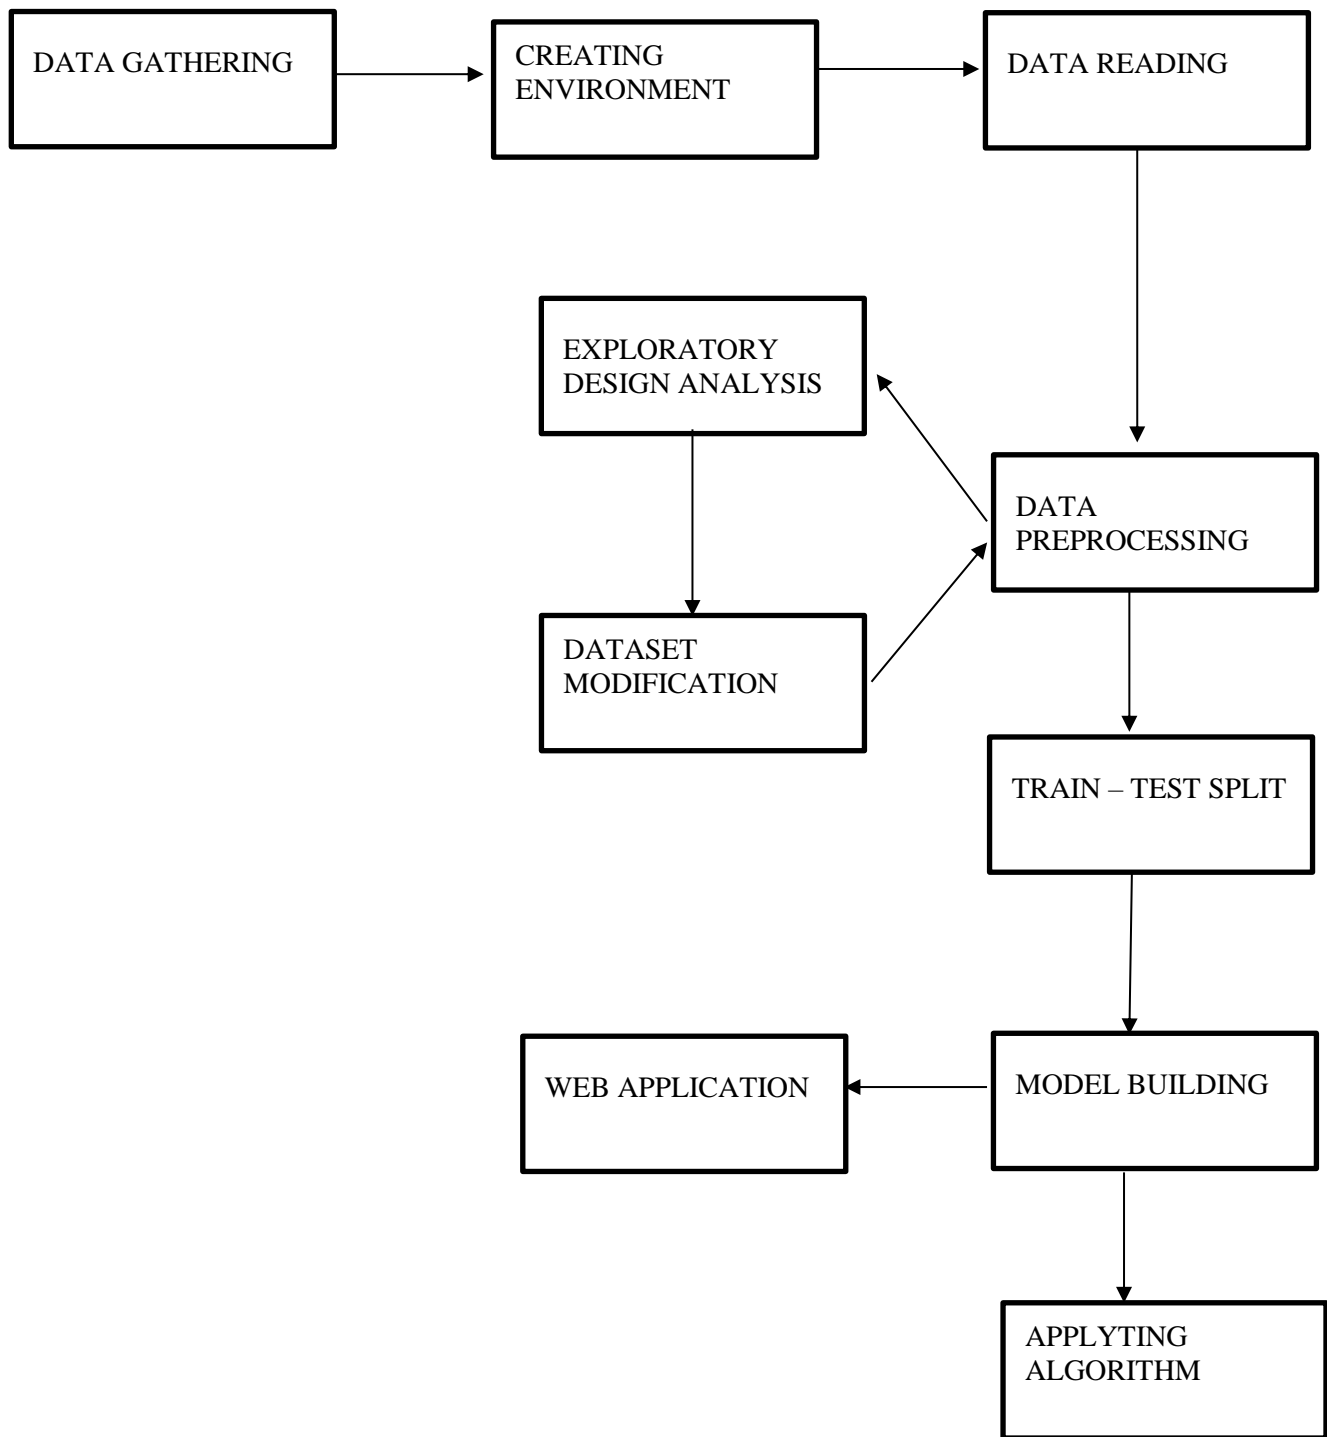 DATA GATHERING
CREATING
ENVIRONMENT
DATA READING
EXPLORATORY
DESIGN ANALYSIS
DATA
PREPROCESSING
DATASET
MODIFICATION
TRAIN – TEST SPLIT
WEB APPLICATION
MODEL BUILDING
APPLYTING
ALGORITHM